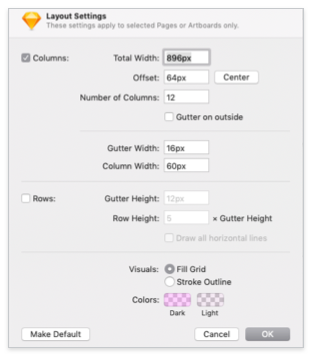 Layout Settings
These settings apply to selected Pages or Artboards only.
Columns: Total Width: 896px
Offset: 64px Center
Number of Columns: 12
Gutter on outside
Gutter Width: 16px
Column Width: 60px
Rows: Gutter Height: 12px
Row Height: 5 × Gutter Height
Draw all horizontal lines
Visuals: Fill Grid
Stroke Outline
Colors:
Dark Light
Make Default Cancel OK